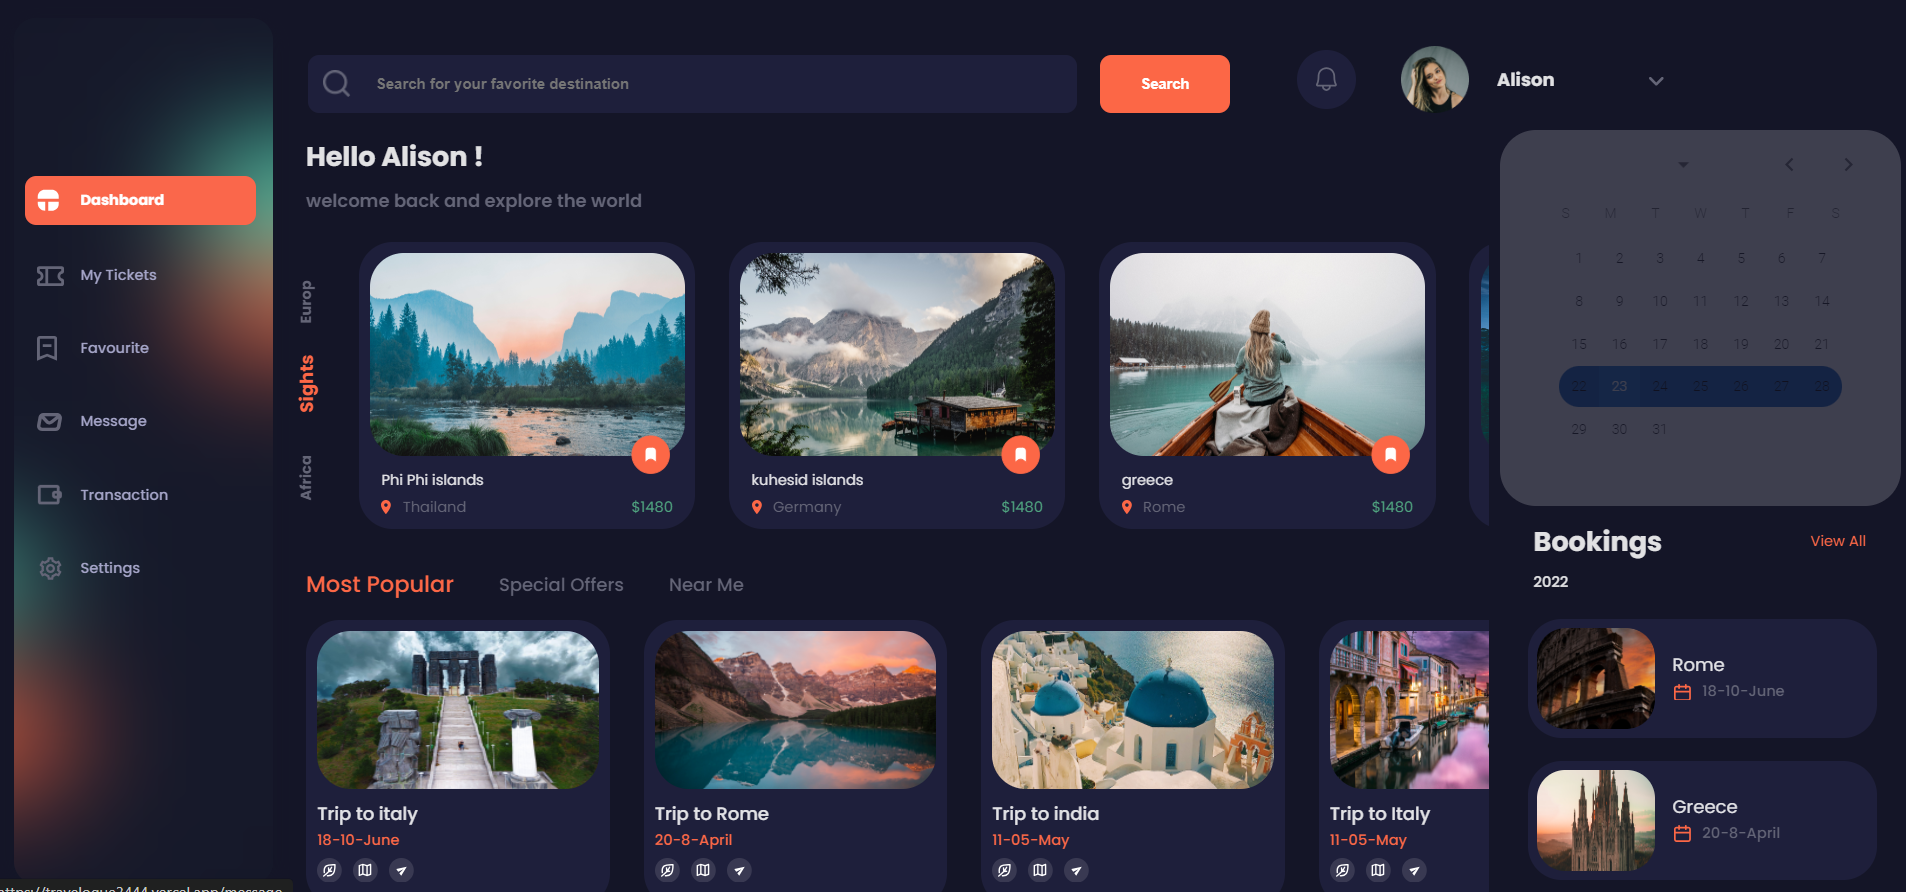 Search for your favorite destination
Search
Alison
Hello Alison !
welcome back and explore the world
Dashboard
My Tickets
Favourite
Message
Transaction
Settings
Europ
Sights
Africa
Phi Phi islands
Thailand
$1480
kuhesid islands
Germany
$1480
greece
Rome
$1480
Most Popular
Special Offers
Near Me
Trip to italy
18-10-June
Trip to Rome
20-8-April
Trip to india
11-05-May
Trip to Italy
11-05-May
S M T W T F S
1 2 3 4 5 6 7
8 9 10 11 12 13 14
15 16 17 18 19 20 21
22 23 24 25 26 27 28
29 30 31
Bookings
View All
2022
Rome
18-10-June
Greece
20-8-April